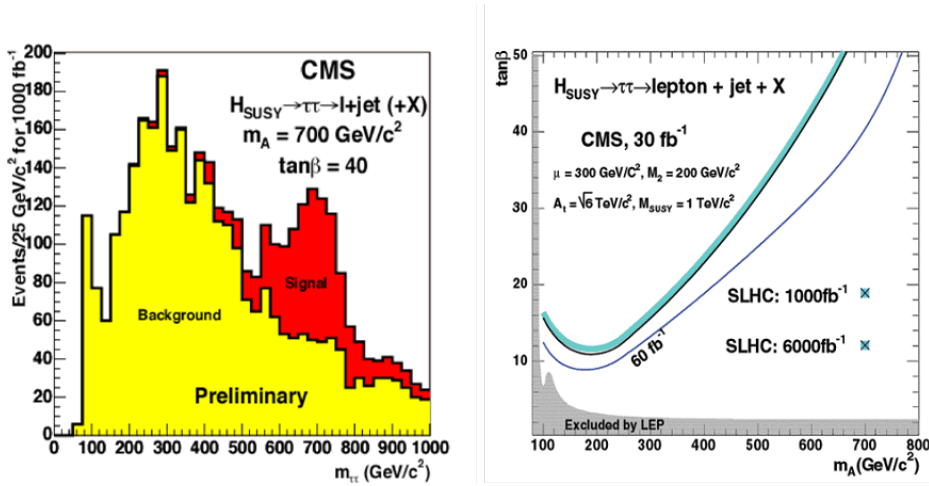 CMS
H_SUSY→ττ→l+jet (+X)
m_A = 700 GeV/c²
tanβ = 40
Signal
Background
Preliminary
Events/25 GeV/c² for 1000 fb⁻¹
200
180
160
140
120
100
80
60
40
20
0
0 100 200 300 400 500 600 700 800 900 1000
m_ττ (GeV/c²)
tanβ
50
40
30
20
10
H_SUSY→ττ→lepton + jet + X
CMS, 30 fb⁻¹
μ = 300 GeV/C², M₂ = 200 GeV/c²
A_t = √6 TeV/c², M_SUSY = 1 TeV/c²
SLHC: 1000fb⁻¹
SLHC: 6000fb⁻¹
60 fb⁻¹
Excluded by LEP
100 200 300 400 500 600 700 800
m_A(GeV/c²)